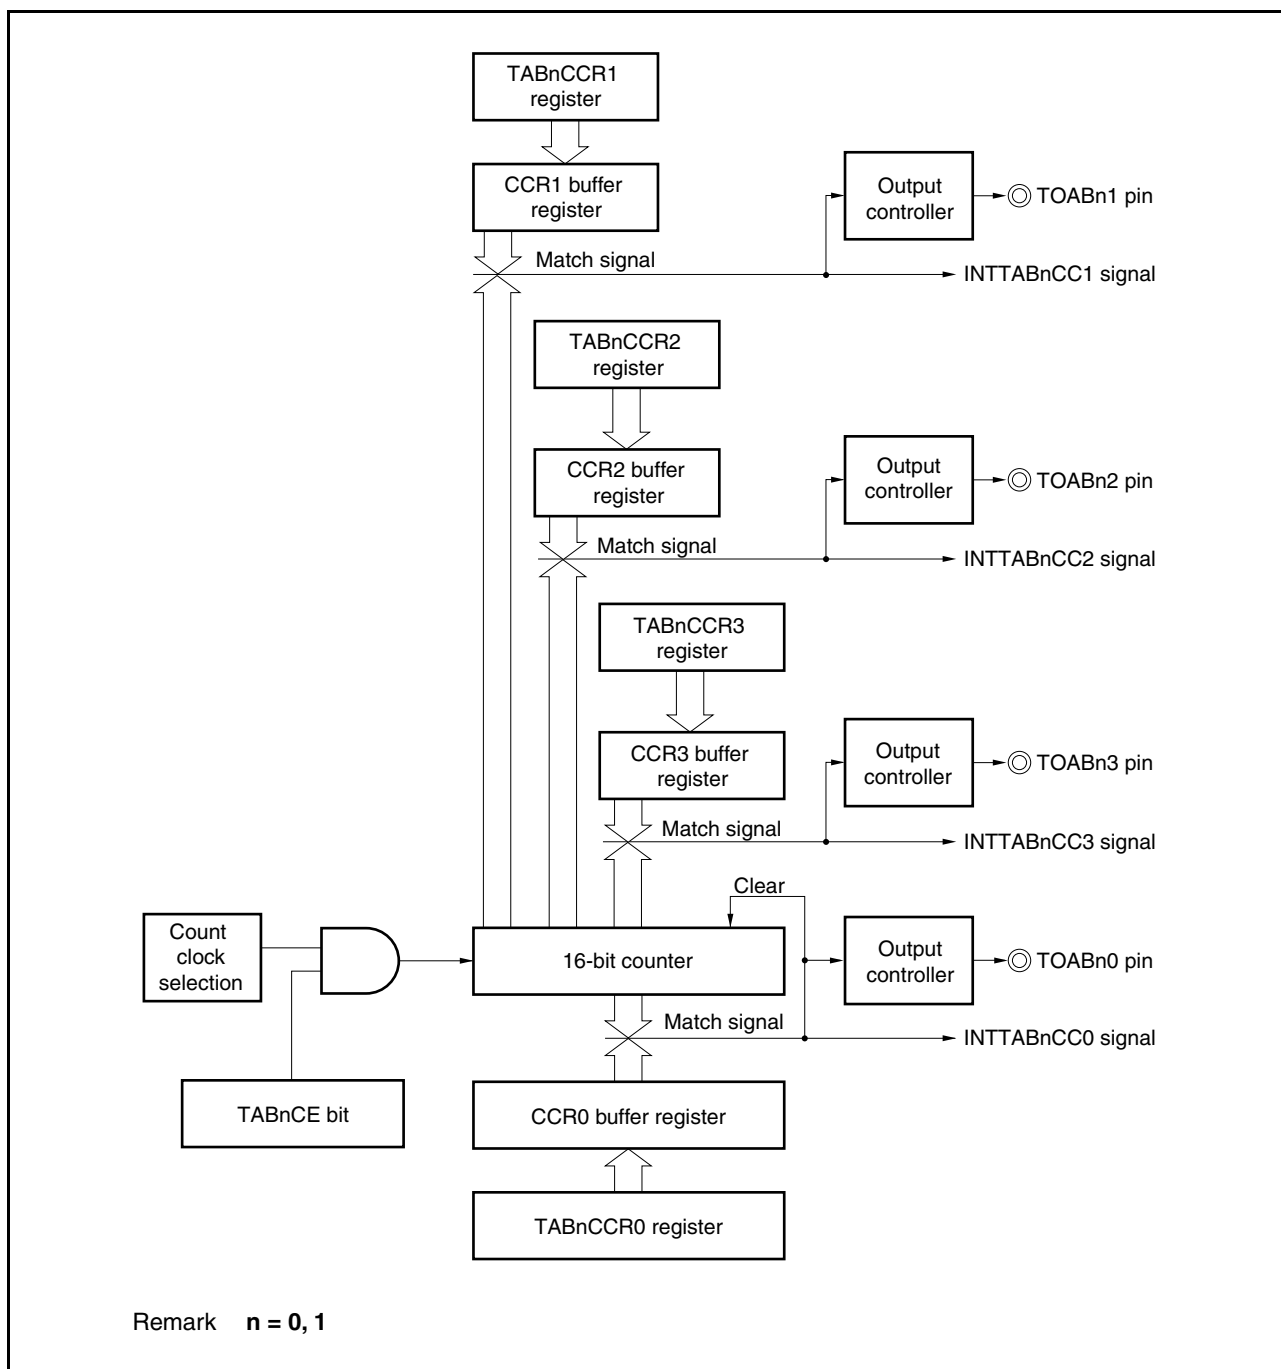 TABnCCR1
register
CCR1 buffer
register
Output
controller
TOABn1 pin
Match signal
INTTABnCC1 signal
TABnCCR2
register
CCR2 buffer
register
Output
controller
TOABn2 pin
Match signal
INTTABnCC2 signal
TABnCCR3
register
CCR3 buffer
register
Output
controller
TOABn3 pin
Match signal
INTTABnCC3 signal
Clear
Count
clock
selection
16-bit counter
Output
controller
TOABn0 pin
Match signal
INTTABnCC0 signal
TABnCE bit
CCR0 buffer register
TABnCCR0 register
Remark n = 0, 1